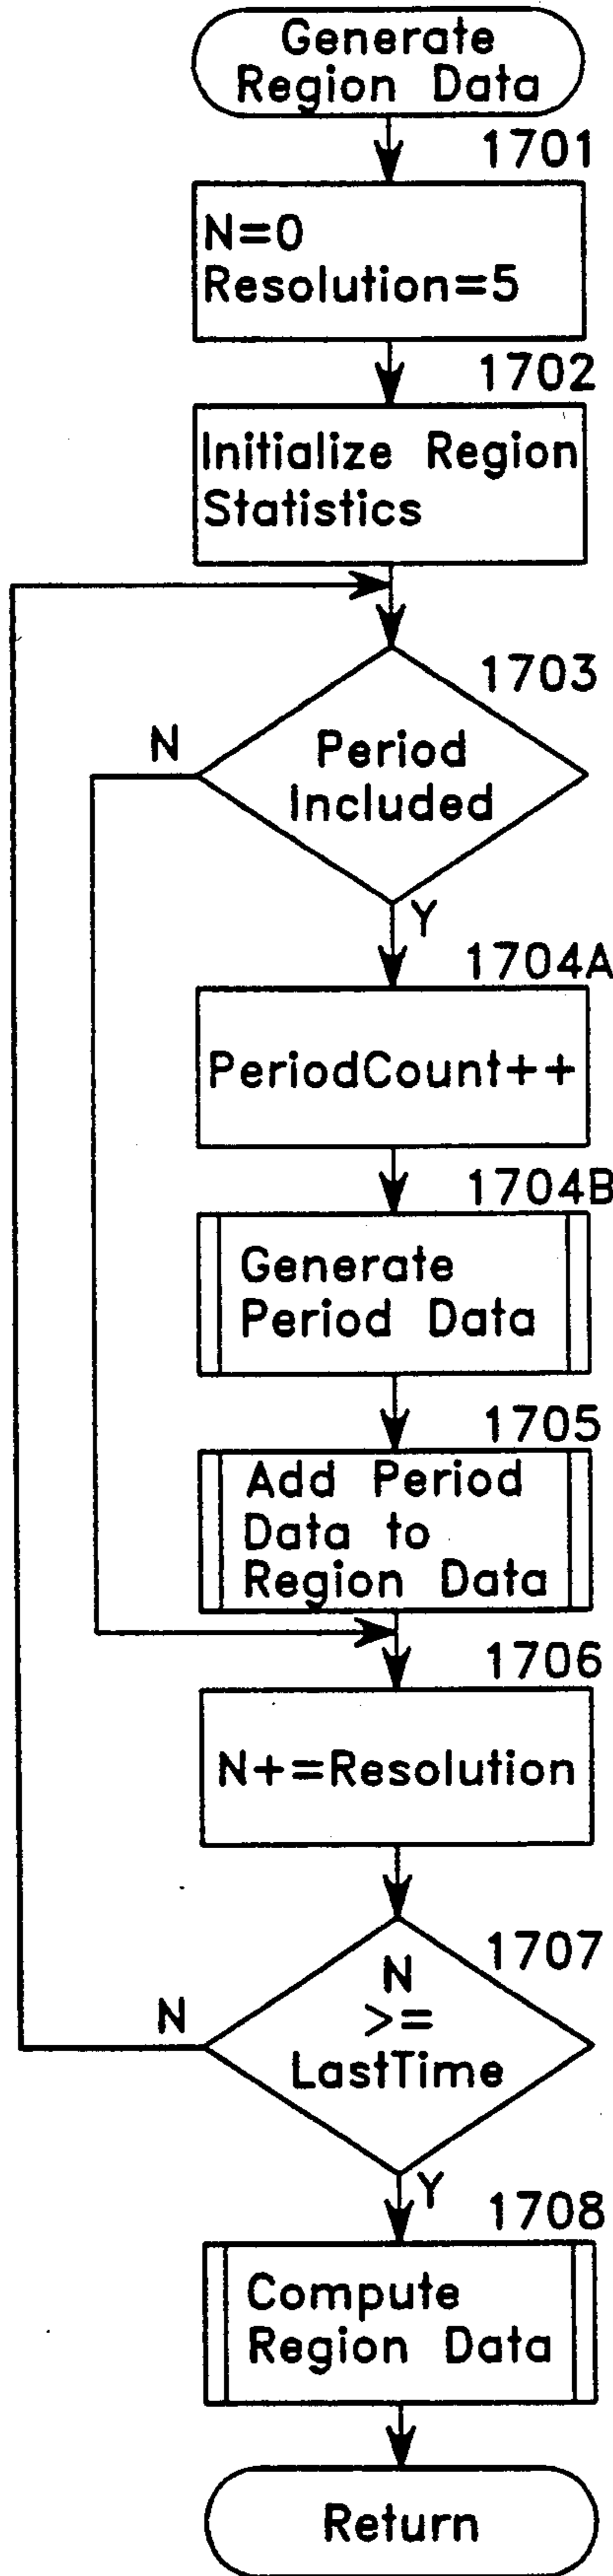 Generate
Region Data
1701
N=0
Resolution=5
1702
Initialize Region
Statistics
1703
N
Period
Included
Y
1704A
PeriodCount++
1704B
Generate
Period Data
1705
Add Period
Data to
Region Data
1706
N+=Resolution
1707
N
N
>=
LastTime
Y
1708
Compute
Region Data
Return